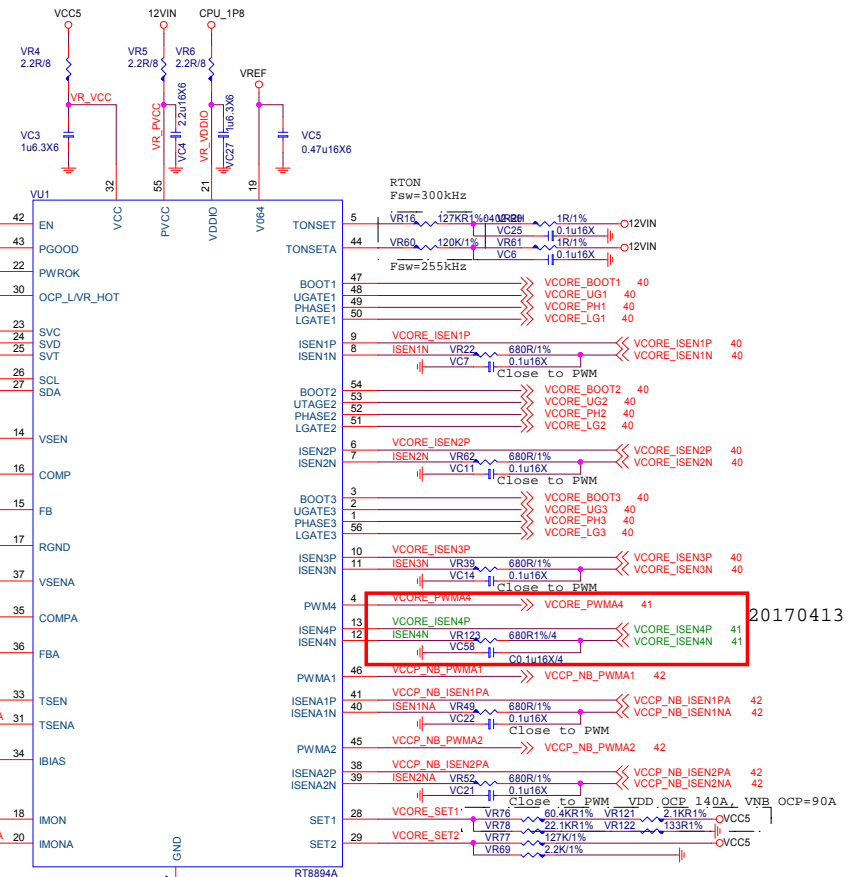 VCC5 12VIN CPU_1P8
VR4 VR5 VR6
2.2R/8 2.2R/8 2.2R/8
VREF
VR_VCC
VC3
1u6.3X6
VR_PVCC
VC4
2.2u16X6
VR_VDDIO
VC27
1u6.3X6
VC5
0.47u16X6
32 55 21 19
VU1
VCC PVCC VDDIO V064
42 EN
43 PGOOD
22 PWROK
30 OCP_L/VR_HOT
23 SVC
24 SVD
25 SVT
26 SCL
27 SDA
14 VSEN
16 COMP
15 FB
17 RGND
37 VSENA
35 COMPA
36 FBA
33 TSEN
31 TSENA
34 IBIAS
18 IMON
20 IMONA
GND
RT8894A
RTON
Fsw=300kHz
TONSET 5 VR16 127KR1%0402 1R/1% 12VIN
VC25 0.1u16X
TONSETA 44 VR60 120K/1% VR61 1R/1% 12VIN
VC6 0.1u16X
Fsw=255kHz
BOOT1 47 VCORE_BOOT1 40
UGATE1 48 VCORE_UG1 40
PHASE1 49 VCORE_PH1 40
LGATE1 50 VCORE_LG1 40
ISEN1P 9 VCORE_ISEN1P VCORE_ISEN1P 40
ISEN1N 8 ISEN1N VR22 680R/1% VCORE_ISEN1N 40
VC7 0.1u16X
Close to PWM
BOOT2 54 VCORE_BOOT2 40
UTAGE2 53 VCORE_UG2 40
PHASE2 52 VCORE_PH2 40
LGATE2 51 VCORE_LG2 40
ISEN2P 6 VCORE_ISEN2P VCORE_ISEN2P 40
ISEN2N 7 ISEN2N VR62 680R/1% VCORE_ISEN2N 40
VC11 0.1u16X
Close to PWM
BOOT3 3 VCORE_BOOT3 40
UGATE3 2 VCORE_UG3 40
PHASE3 1 VCORE_PH3 40
LGATE3 56 VCORE_LG3 40
ISEN3P 10 VCORE_ISEN3P VCORE_ISEN3P 40
ISEN3N 11 ISEN3N VR39 680R/1% VCORE_ISEN3N 40
VC14 0.1u16X
Close to PWM
PWM4 4 VCORE_PWMA4 VCORE_PWMA4 41
20170413
ISEN4P 13 VCORE_ISEN4P VCORE_ISEN4P 41
ISEN4N 12 ISEN4N VR123 680R1%/4 VCORE_ISEN4N 41
VC58 C0.1u16X/4
PWMA1 46 VCCP_NB_PWMA1 VCCP_NB_PWMA1 42
ISENA1P 41 VCCP_NB_ISEN1PA VCCP_NB_ISEN1PA 42
ISENA1N 40 ISEN1NA VR49 680R/1% VCCP_NB_ISEN1NA 42
VC22 0.1u16X
Close to PWM
PWMA2 45 VCCP_NB_PWMA2 VCCP_NB_PWMA2 42
ISENA2P 38 VCCP_NB_ISEN2PA VCCP_NB_ISEN2PA 42
ISENA2N 39 ISEN2NA VR52 680R/1% VCCP_NB_ISEN2NA 42
VC21 0.1u16X
Close to PWM VDD OCP 140A, VNB OCP=90A
SET1 28 VCORE_SET1 VR76 60.4KR1% VR121 2.1KR1% VCC5
VR78 22.1KR1% VR122 133R1%
SET2 29 VCORE_SET2 VR77 127K/1% VCC5
VR69 2.2K/1%